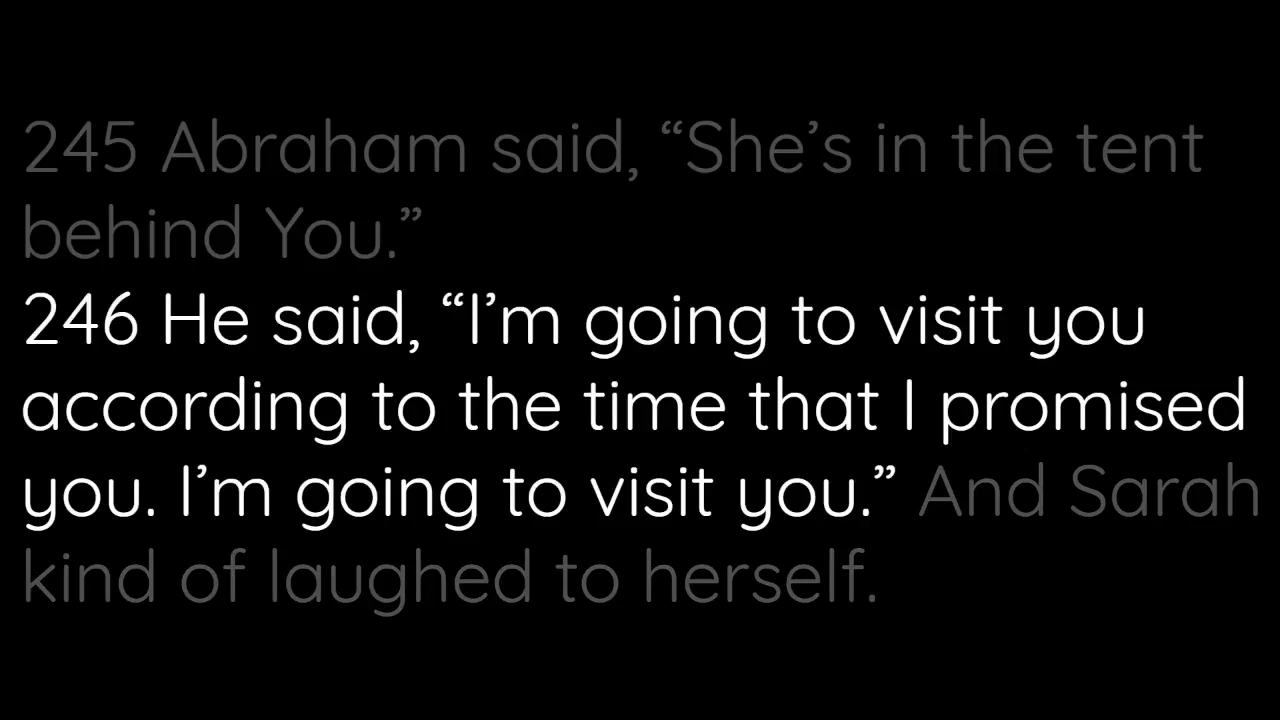 245 Abraham said, “She’s in the tent
behind You.”
246 He said, “I’m going to visit you
according to the time that I promised
you. I’m going to visit you.” And Sarah
kind of laughed to herself.